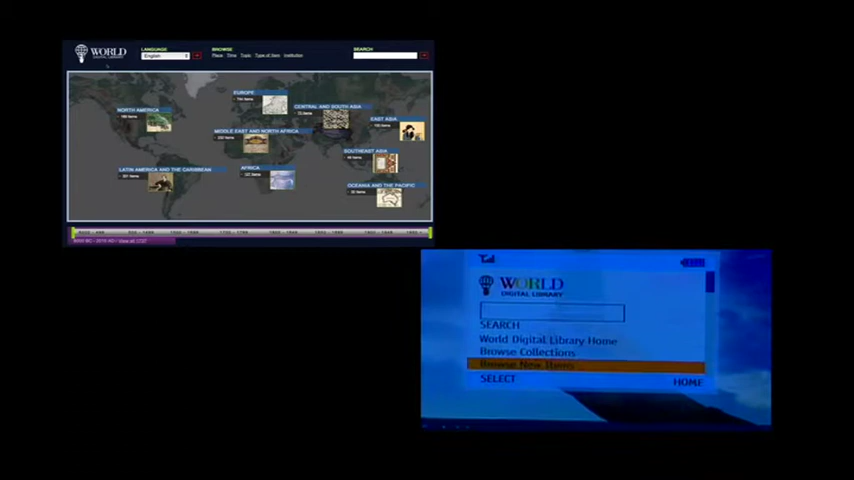 WORLD
DIGITAL LIBRARY
LANGUAGE
English
BROWSE
Place Time Topic Type of Item Institution
SEARCH
EUROPE
NORTH AMERICA
CENTRAL AND SOUTH ASIA
EAST ASIA
MIDDLE EAST AND NORTH AFRICA
SOUTHEAST ASIA
LATIN AMERICA AND THE CARIBBEAN
AFRICA
OCEANIA AND THE PACIFIC
WORLD
DIGITAL LIBRARY
SEARCH
World Digital Library Home
Browse Collections
Browse New Items
SELECT
HOME